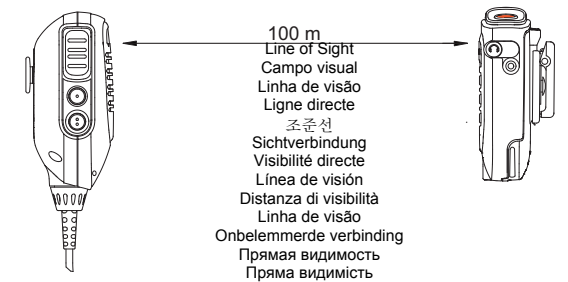 100 m
Line of Sight
Campo visual
Linha de visão
Ligne directe
조준선
Sichtverbindung
Visibilité directe
Línea de visión
Distanza di visibilità
Linha de visão
Onbelemmerde verbinding
Прямая видимость
Пряма видимість